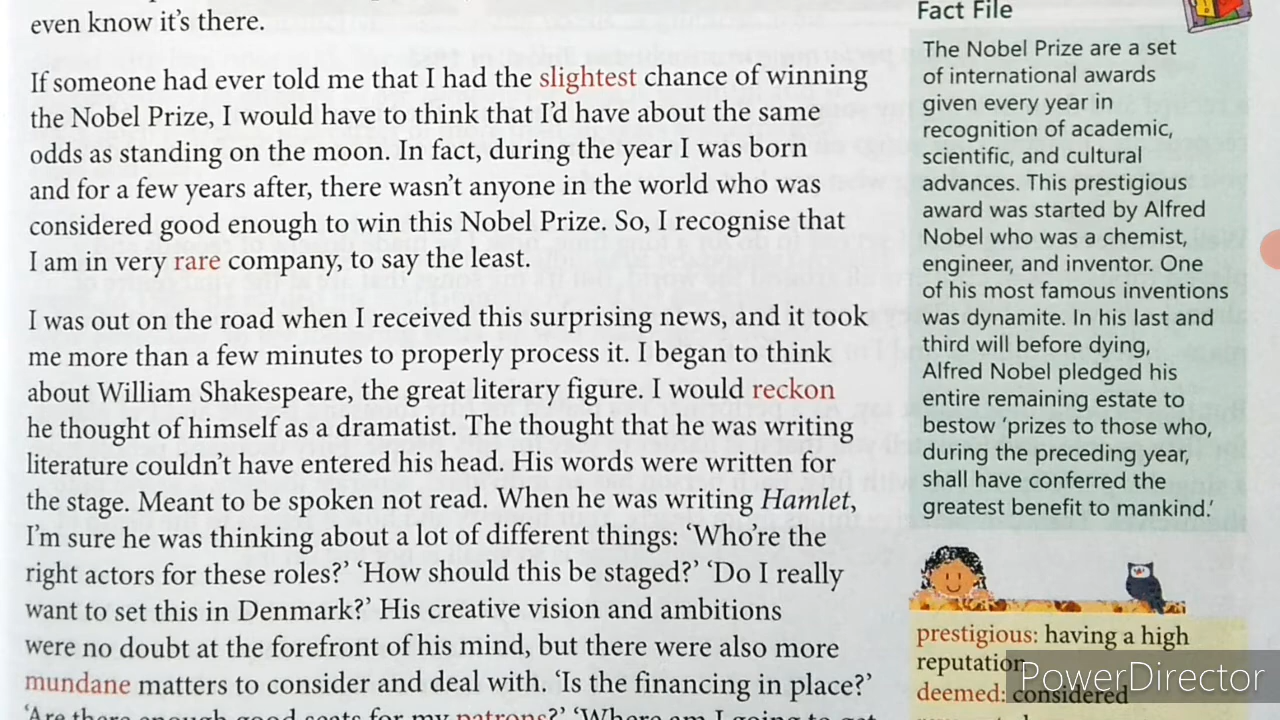 even know it's there.
If someone had ever told me that I had the slightest chance of winning
the Nobel Prize, I would have to think that I'd have about the same
odds as standing on the moon. In fact, during the year I was born
and for a few years after, there wasn't anyone in the world who was
considered good enough to win this Nobel Prize. So, I recognise that
I am in very rare company, to say the least.
I was out on the road when I received this surprising news, and it took
me more than a few minutes to properly process it. I began to think
about William Shakespeare, the great literary figure. I would reckon
he thought of himself as a dramatist. The thought that he was writing
literature couldn't have entered his head. His words were written for
the stage. Meant to be spoken not read. When he was writing Hamlet,
I'm sure he was thinking about a lot of different things: 'Who're the
right actors for these roles?' 'How should this be staged?' 'Do I really
want to set this in Denmark?' His creative vision and ambitions
were no doubt at the forefront of his mind, but there were also more
mundane matters to consider and deal with. 'Is the financing in place?'
'Are there enough good seats for my patrons?' 'Where am I going to get
Fact File
The Nobel Prize are a set
of international awards
given every year in
recognition of academic,
scientific, and cultural
advances. This prestigious
award was started by Alfred
Nobel who was a chemist,
engineer, and inventor. One
of his most famous inventions
was dynamite. In his last and
third will before dying,
Alfred Nobel pledged his
entire remaining estate to
bestow 'prizes to those who,
during the preceding year,
shall have conferred the
greatest benefit to mankind.'
prestigious: having a high
reputation
deemed: considered
PowerDirector